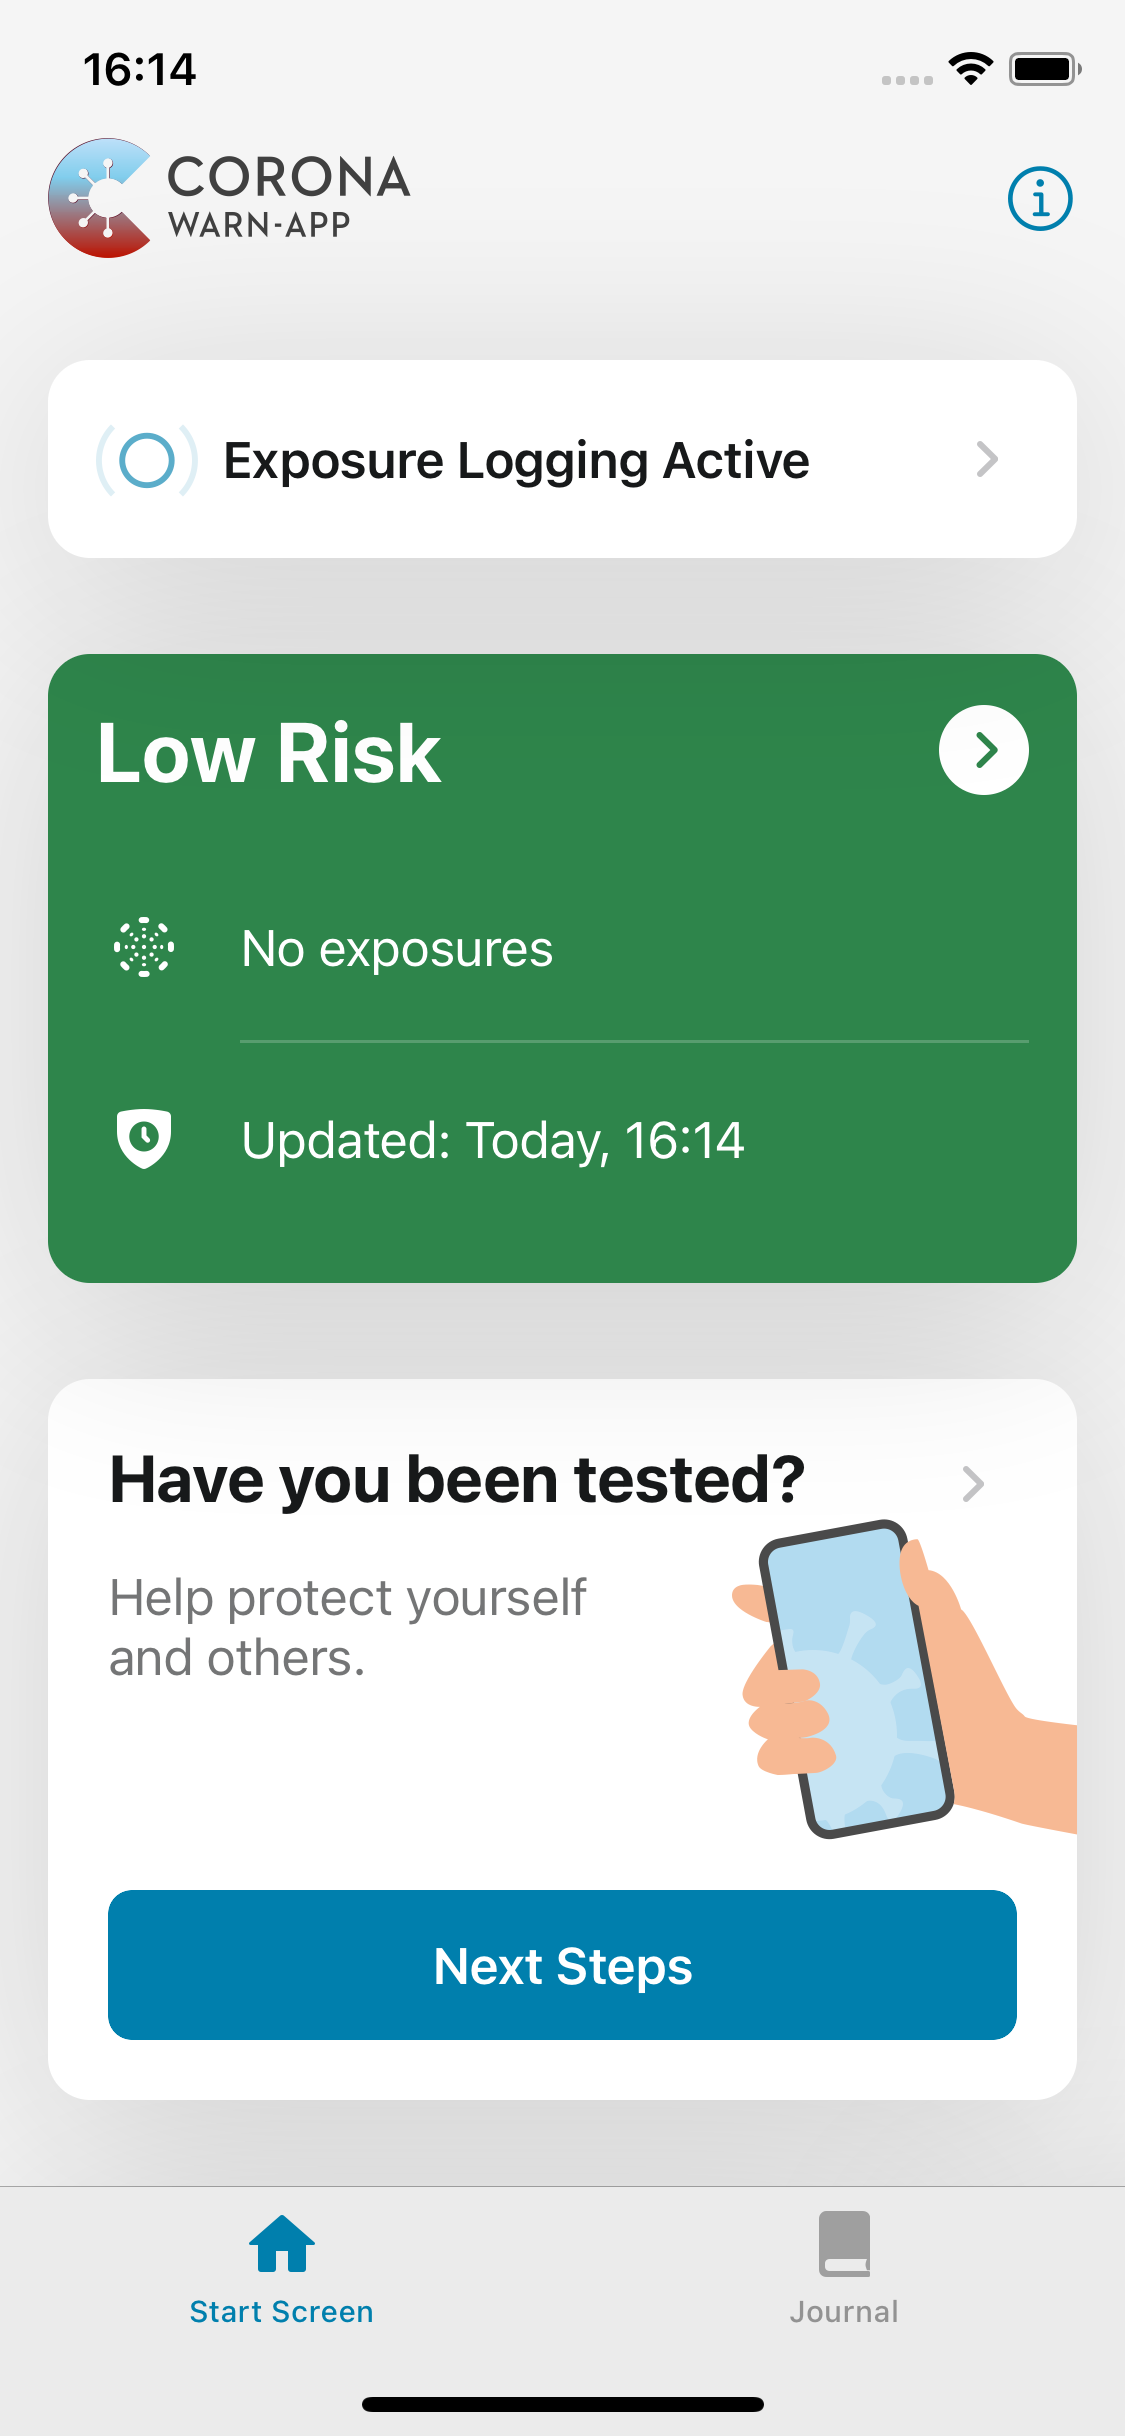 16:14
CORONA
WARN-APP
Exposure Logging Active
Low Risk
No exposures
Updated: Today, 16:14
Have you been tested?
Help protect yourself
and others.
Next Steps
Start Screen
Journal